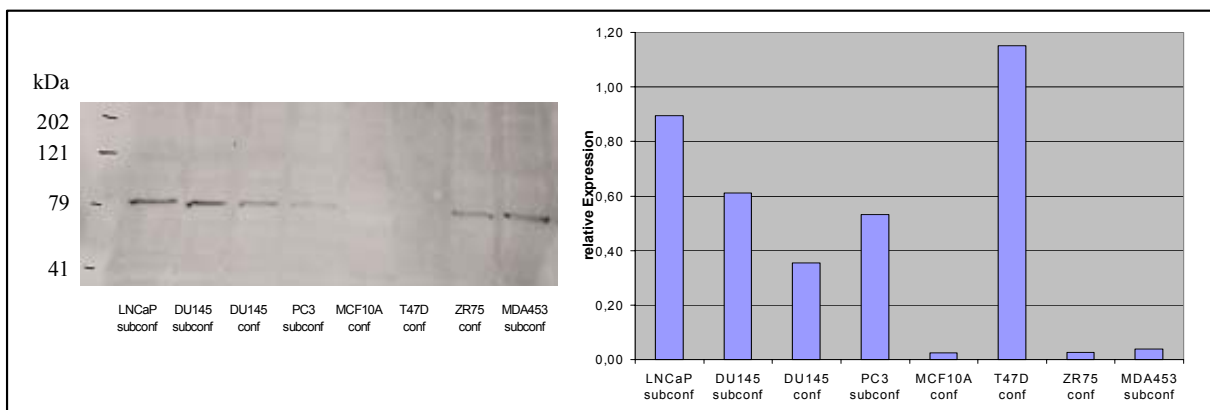 kDa
202
121
79
41
LNCaP subconf
DU145 subconf
DU145 conf
PC3 subconf
MCF10A conf
T47D conf
ZR75 conf
MDA453 subconf
relative Expression
1,20
1,00
0,80
0,60
0,40
0,20
0,00
LNCaP subconf
DU145 subconf
DU145 conf
PC3 subconf
MCF10A conf
T47D conf
ZR75 conf
MDA453 subconf